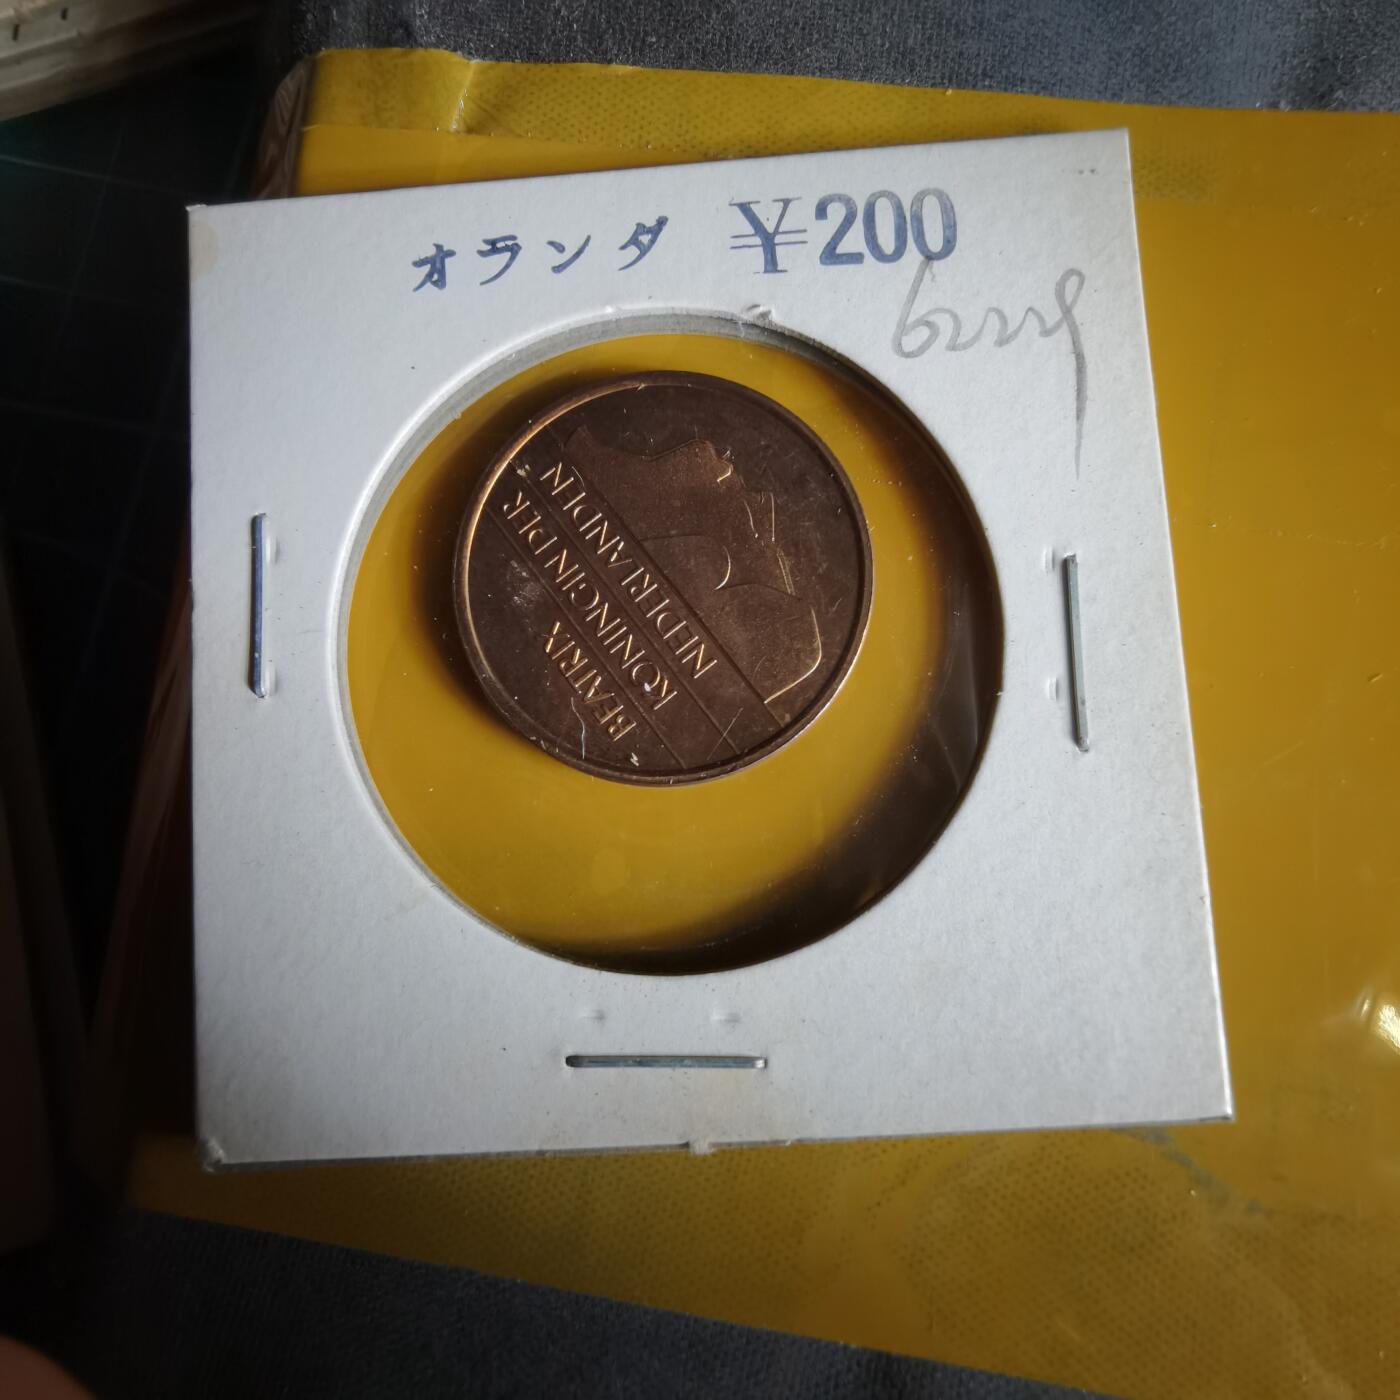 オランダ ¥200
BEATRIX
KONINGIN DER
NEDERLANDEN